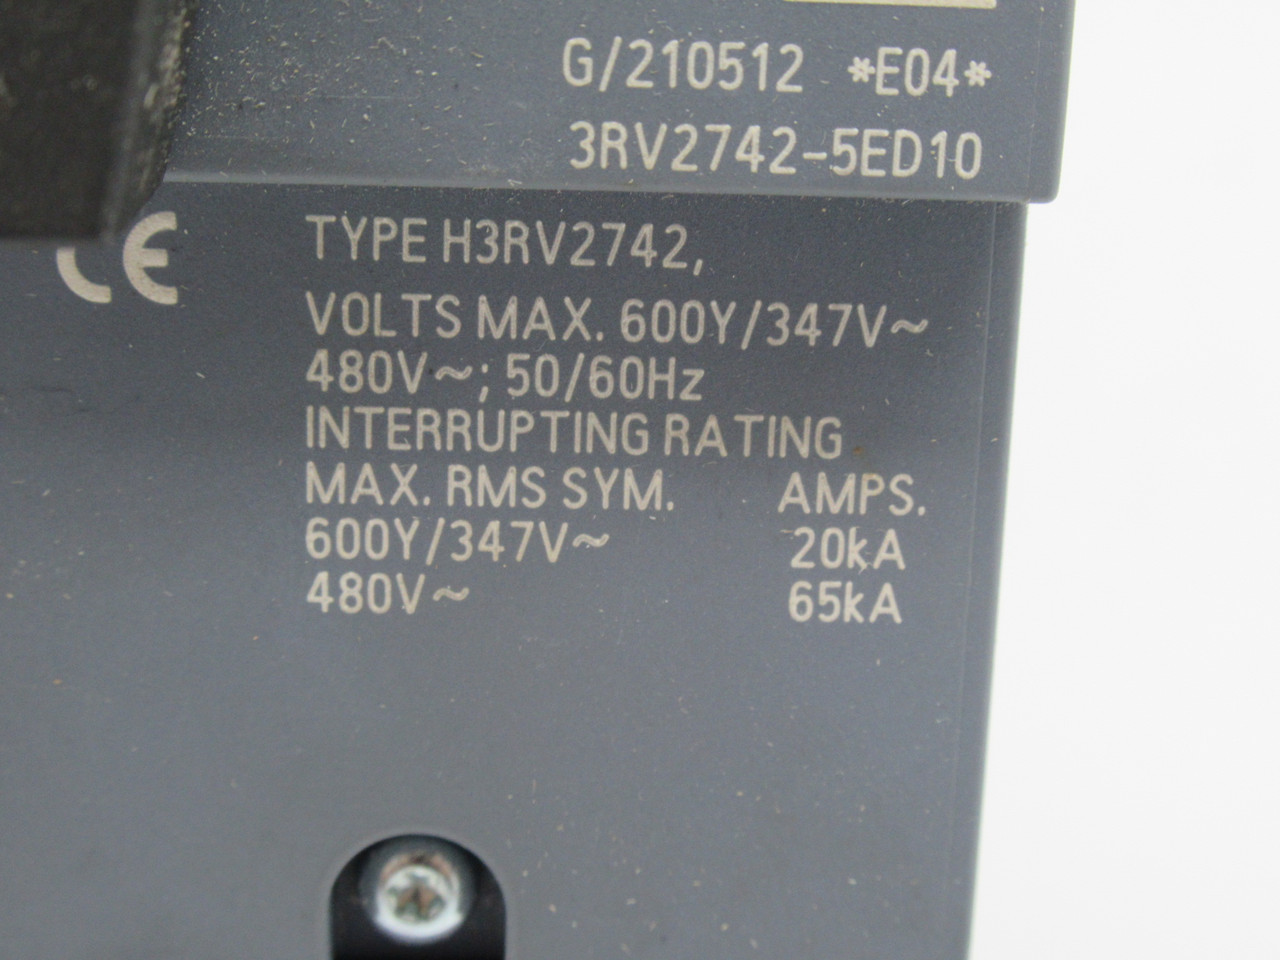 G/210512 *E04*
3RV2742-5ED10
CE
TYPE H3RV2742,
VOLTS MAX. 600Y/347V~
480V~; 50/60Hz
INTERRUPTING RATING
MAX. RMS SYM. AMPS.
600Y/347V~ 20kA
480V~ 65kA